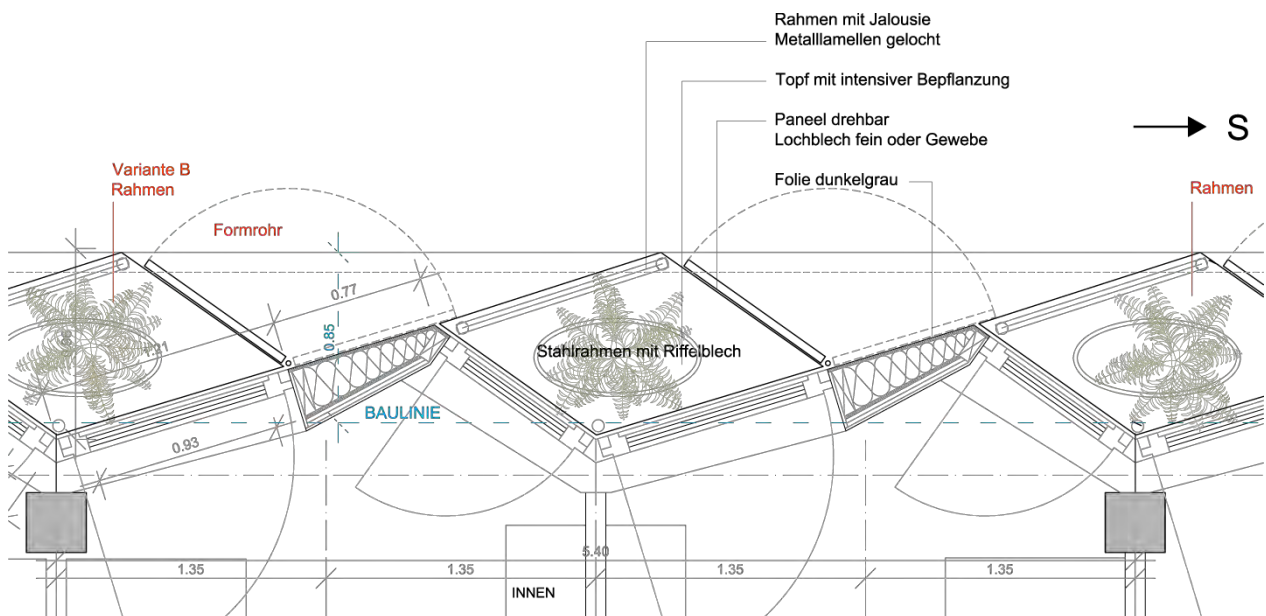 Rahmen mit Jalousie
Metalllamellen gelocht
Topf mit intensiver Bepflanzung
Paneel drehbar
Lochblech fein oder Gewebe
Folie dunkelgrau
S
Variante B
Rahmen
Formrohr
Rahmen
0.77
0.85
Stahlrahmen mit Riffelblech
BAULINIE
0.93
5.40
1.35
1.35
1.35
1.35
INNEN